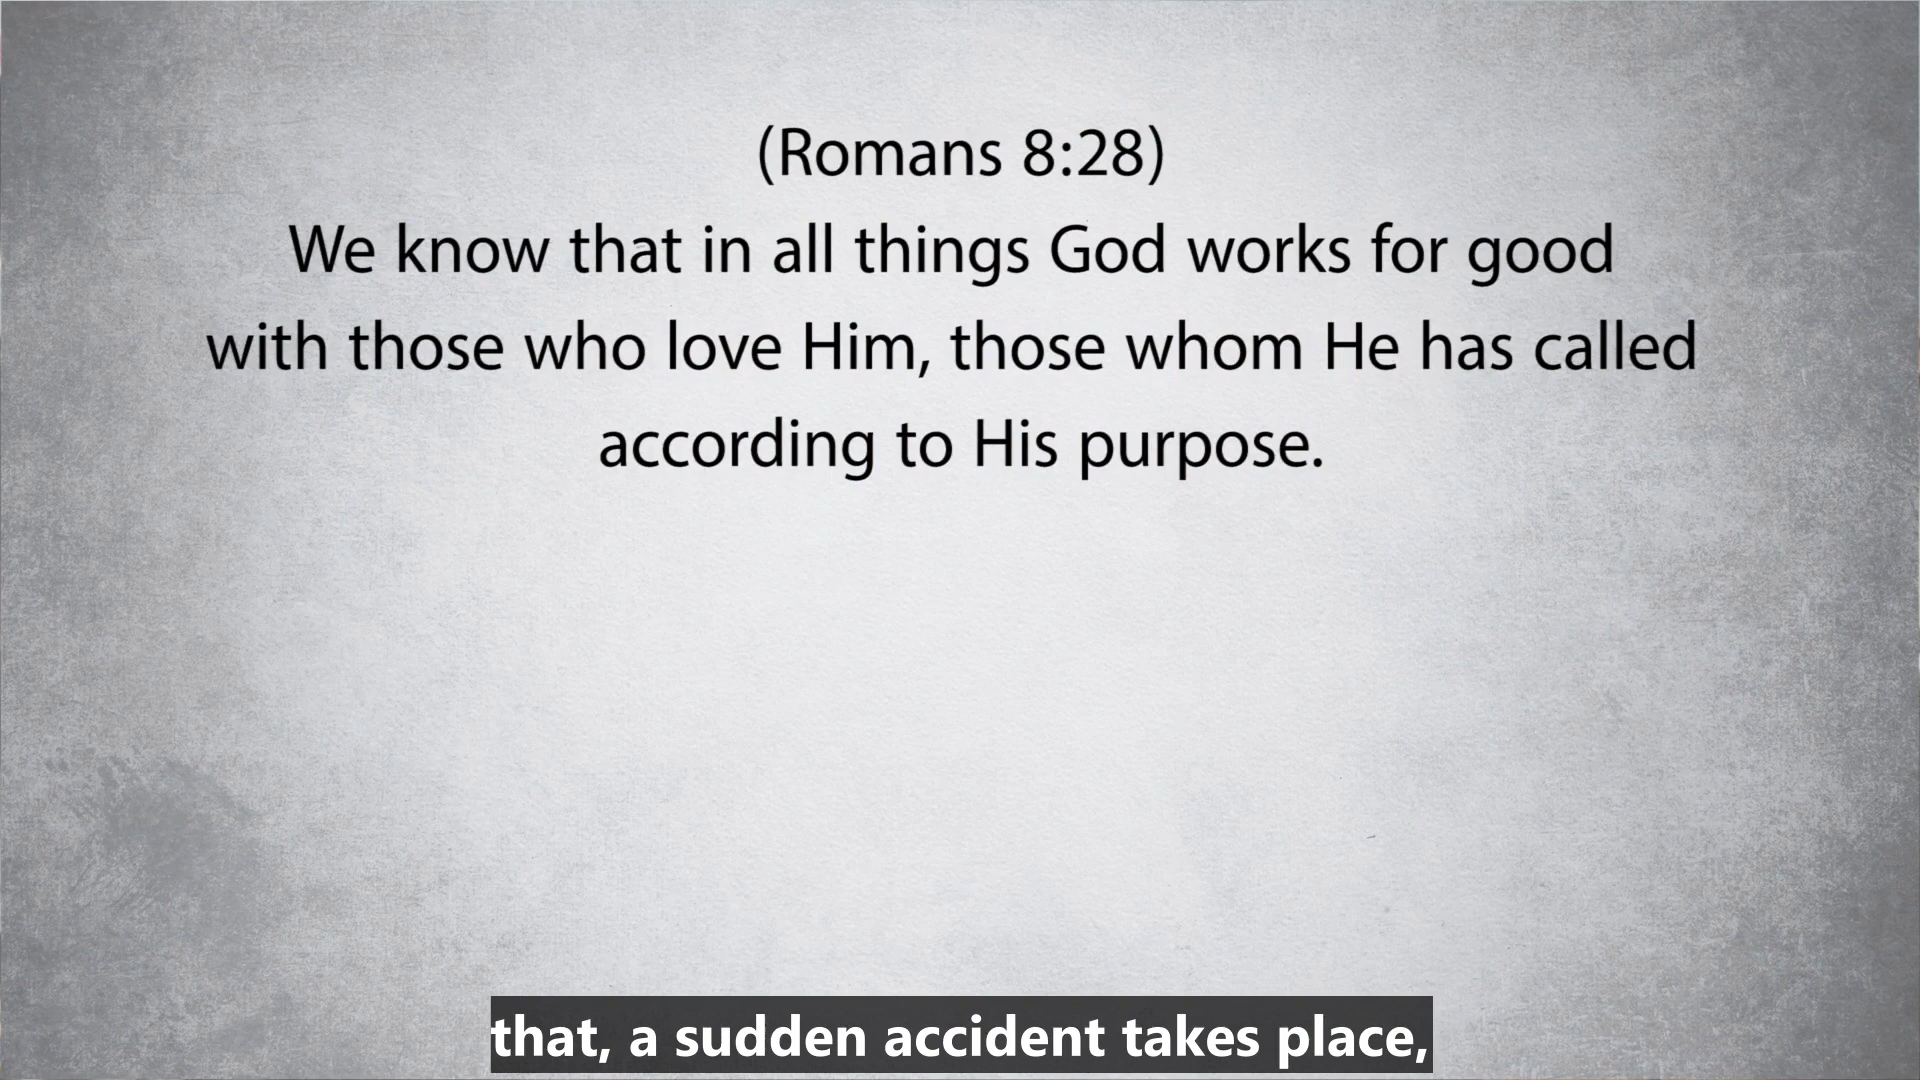 (Romans 8:28)
We know that in all things God works for good
with those who love Him, those whom He has called
according to His purpose.
that, a sudden accident takes place,